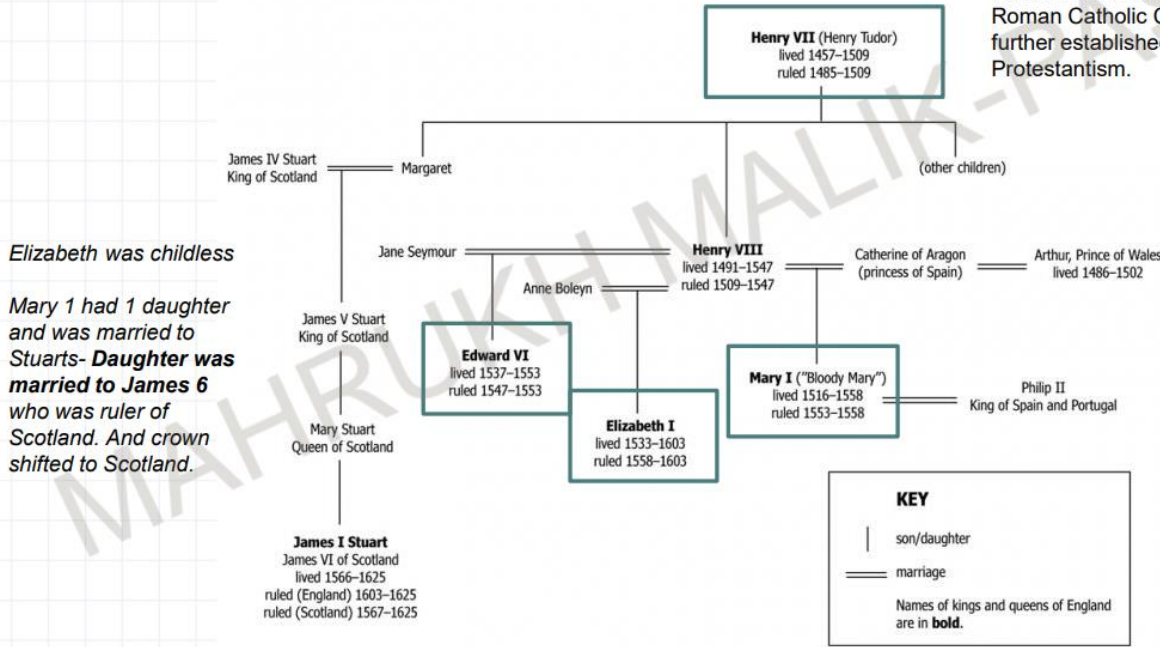 Roman Catholic
further establishe
Protestantism.
Henry VII (Henry Tudor)
lived 1457–1509
ruled 1485–1509
James IV Stuart
King of Scotland
Margaret
(other children)
Elizabeth was childless
Mary 1 had 1 daughter
and was married to
Stuarts- Daughter was
married to James 6
who was ruler of
Scotland. And crown
shifted to Scotland.
Jane Seymour
Anne Boleyn
Henry VIII
lived 1491–1547
ruled 1509–1547
Catherine of Aragon
(princess of Spain)
Arthur, Prince of Wales
lived 1486–1502
James V Stuart
King of Scotland
Edward VI
lived 1537–1553
ruled 1547–1553
Elizabeth I
lived 1533–1603
ruled 1558–1603
Mary I ("Bloody Mary")
lived 1516–1558
ruled 1553–1558
Philip II
King of Spain and Portugal
Mary Stuart
Queen of Scotland
James I Stuart
James VI of Scotland
lived 1566–1625
ruled (England) 1603–1625
ruled (Scotland) 1567–1625
KEY
son/daughter
marriage
Names of kings and queens of England
are in bold.
MAHRUKH MALIK-PAS